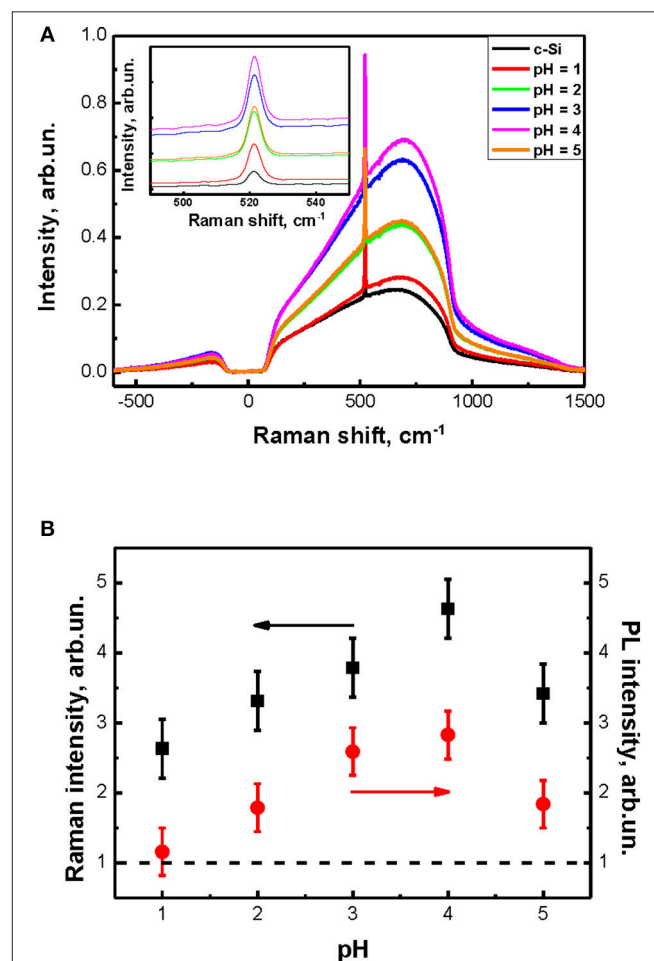 A
1.0
0.8
0.6
0.4
0.2
0.0
Intensity, arb.un.
-500
0
500
1000
1500
Raman shift, cm-1
Intensity, arb.un.
500
520
540
Raman shift, cm-1
c-Si
pH = 1
pH = 2
pH = 3
pH = 4
pH = 5
B
5
4
3
2
1
Raman intensity, arb.un.
5
4
3
2
1
PL intensity, arb.un.
1
2
3
4
5
pH